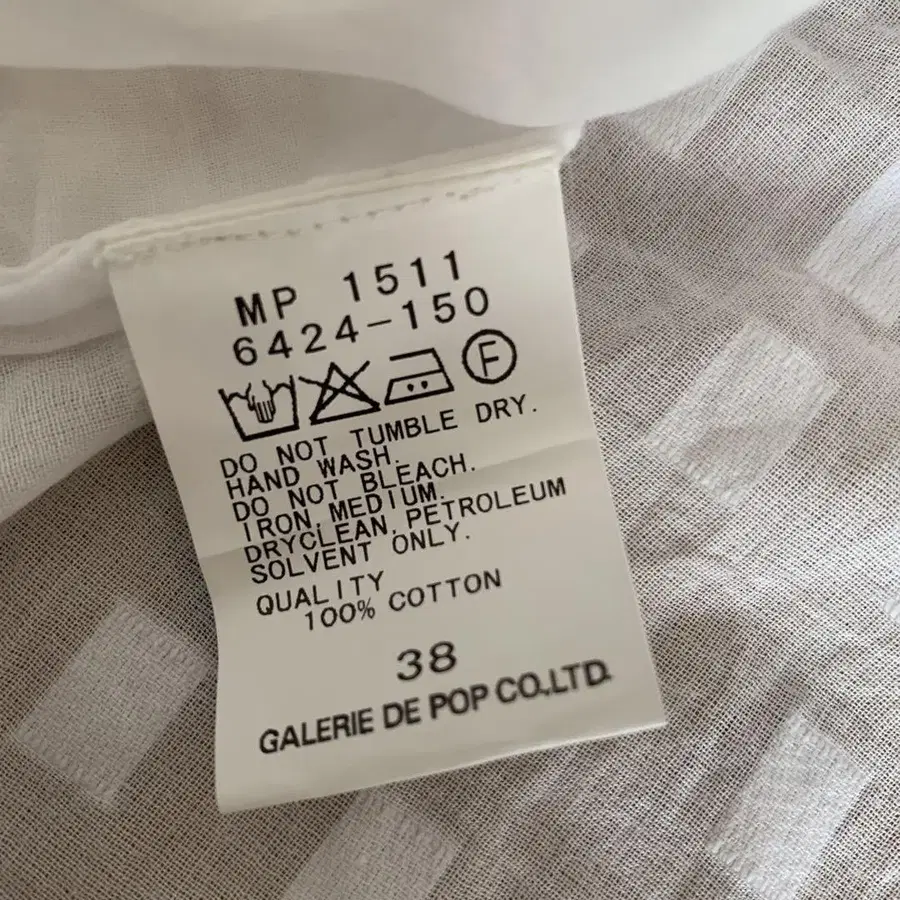 MP 1511
6424-150
F
DO NOT TUMBLE DRY.
HAND WASH.
DO NOT BLEACH.
IRON, MEDIUM.
DRYCLEAN, PETROLEUM
SOLVENT ONLY.
QUALITY
100% COTTON
38
GALERIE DE POP CO.LTD.